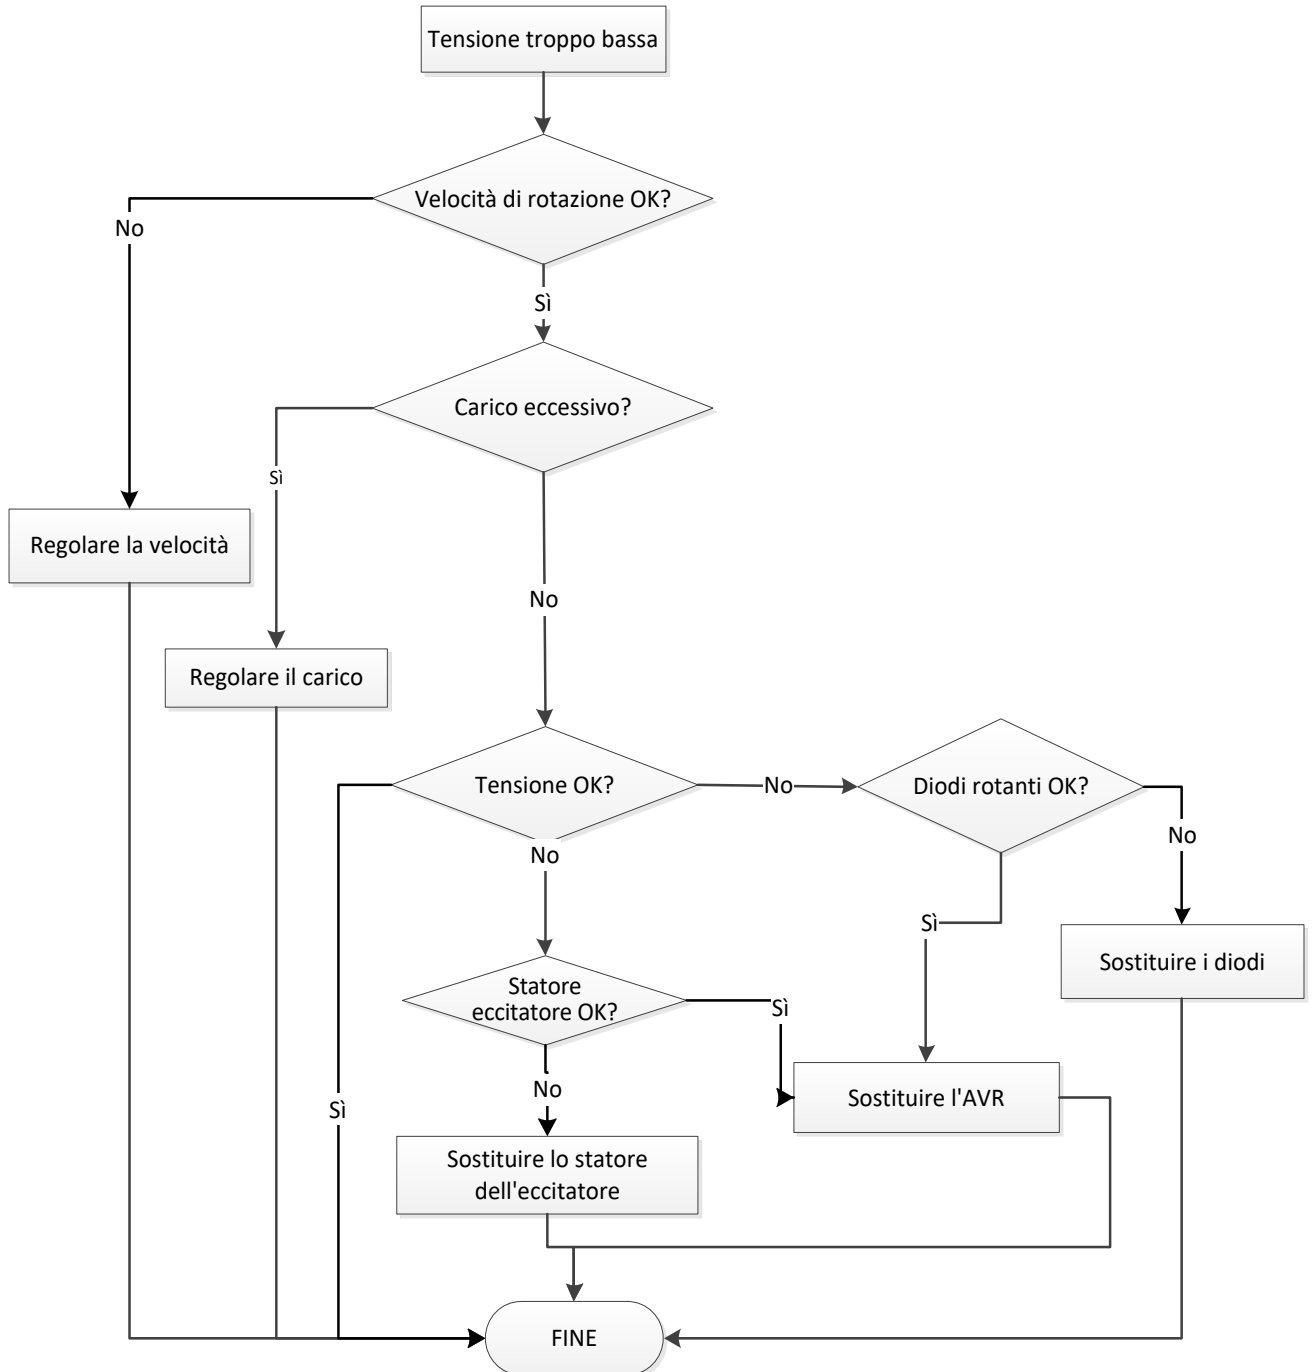 Tensione troppo bassa
Velocità di rotazione OK?
No
Sì
Carico eccessivo?
Sì
Regolare la velocità
No
Regolare il carico
Tensione OK?
No
Diodi rotanti OK?
No
No
Sì
Sostituire i diodi
Statore
eccitatore OK?
Sì
No
Sostituire l'AVR
Sì
Sostituire lo statore
dell'eccitatore
FINE